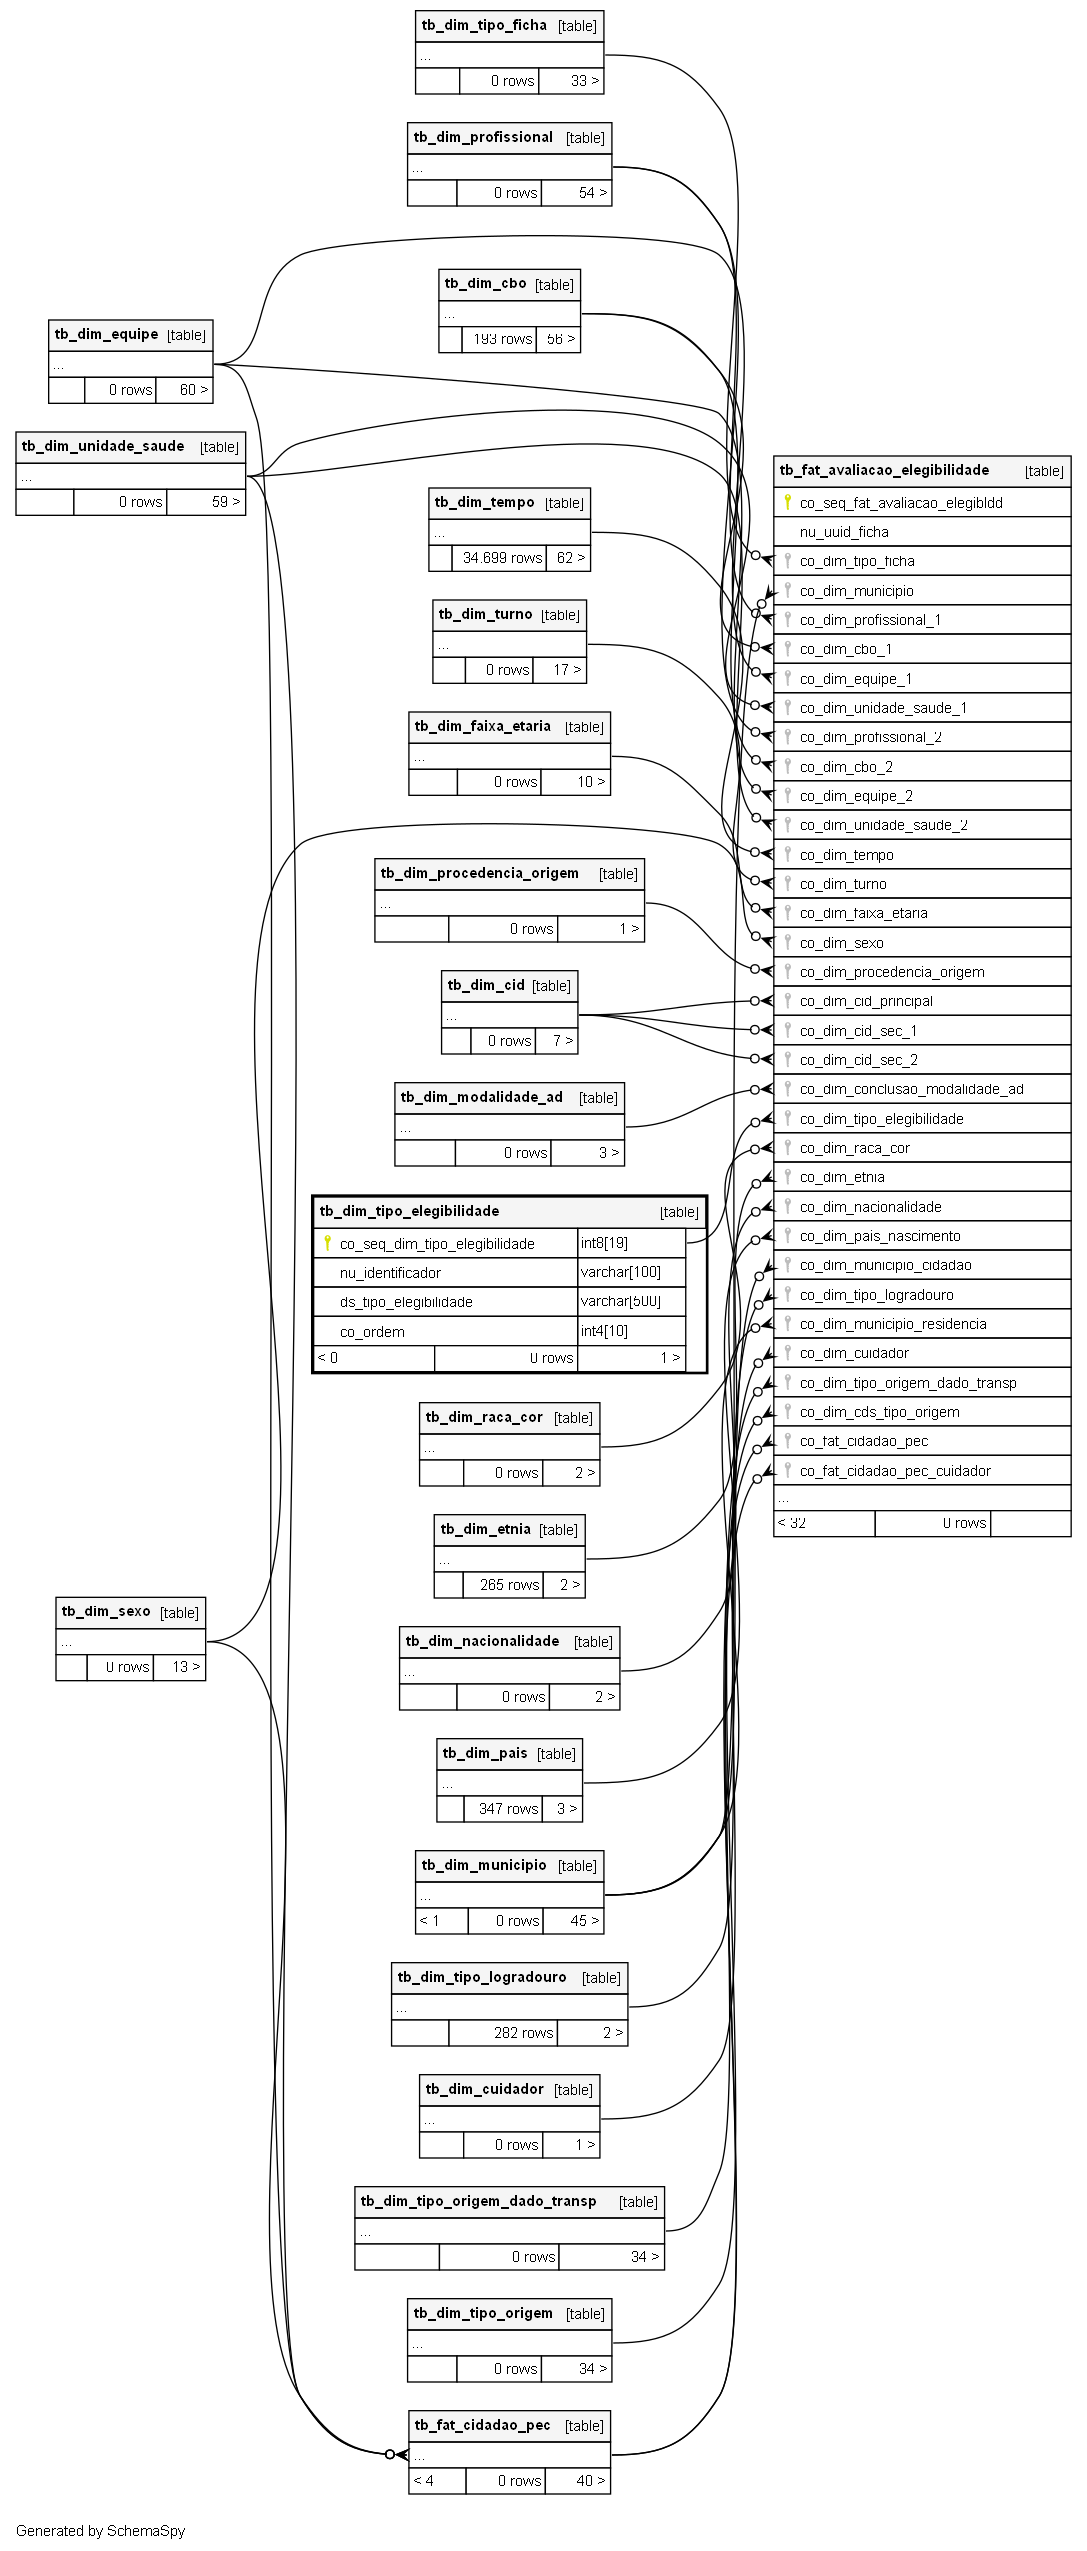 tb_dim_tipo_ficha [table]
...
0 rows 33 >
tb_dim_profissional [table]
...
0 rows 54 >
tb_dim_cbo [table]
...
193 rows 56 >
tb_dim_equipe [table]
...
0 rows 60 >
tb_dim_unidade_saude [table]
...
0 rows 59 >
tb_dim_tempo [table]
...
34.699 rows 62 >
tb_dim_turno [table]
...
0 rows 17 >
tb_dim_faixa_etaria [table]
...
0 rows 10 >
tb_dim_procedencia_origem [table]
...
0 rows 1 >
tb_dim_cid [table]
...
0 rows 7 >
tb_dim_modalidade_ad [table]
...
0 rows 3 >
tb_dim_tipo_elegibilidade [table]
co_seq_dim_tipo_elegibilidade int8[19]
nu_identificador varchar[100]
ds_tipo_elegibilidade varchar[500]
co_ordem int4[10]
< 0 0 rows 1 >
tb_dim_raca_cor [table]
...
0 rows 2 >
tb_dim_etnia [table]
...
265 rows 2 >
tb_dim_nacionalidade [table]
...
0 rows 2 >
tb_dim_sexo [table]
...
0 rows 13 >
tb_dim_pais [table]
...
347 rows 3 >
tb_dim_municipio [table]
...
< 1 0 rows 45 >
tb_dim_tipo_logradouro [table]
...
282 rows 2 >
tb_dim_cuidador [table]
...
0 rows 1 >
tb_dim_tipo_origem_dado_transp [table]
...
0 rows 34 >
tb_dim_tipo_origem [table]
...
0 rows 34 >
tb_fat_cidadao_pec [table]
...
< 4 0 rows 40 >
tb_fat_avaliacao_elegibilidade [table]
co_seq_fat_avaliacao_elegibldd
nu_uuid_ficha
co_dim_tipo_ficha
co_dim_municipio
co_dim_profissional_1
co_dim_cbo_1
co_dim_equipe_1
co_dim_unidade_saude_1
co_dim_profissional_2
co_dim_cbo_2
co_dim_equipe_2
co_dim_unidade_saude_2
co_dim_tempo
co_dim_turno
co_dim_faixa_etaria
co_dim_sexo
co_dim_procedencia_origem
co_dim_cid_principal
co_dim_cid_sec_1
co_dim_cid_sec_2
co_dim_conclusao_modalidade_ad
co_dim_tipo_elegibilidade
co_dim_raca_cor
co_dim_etnia
co_dim_nacionalidade
co_dim_pais_nascimento
co_dim_municipio_cidadao
co_dim_tipo_logradouro
co_dim_municipio_residencia
co_dim_cuidador
co_dim_tipo_origem_dado_transp
co_dim_cds_tipo_origem
co_fat_cidadao_pec
co_fat_cidadao_pec_cuidador
...
< 32 0 rows
Generated by SchemaSpy